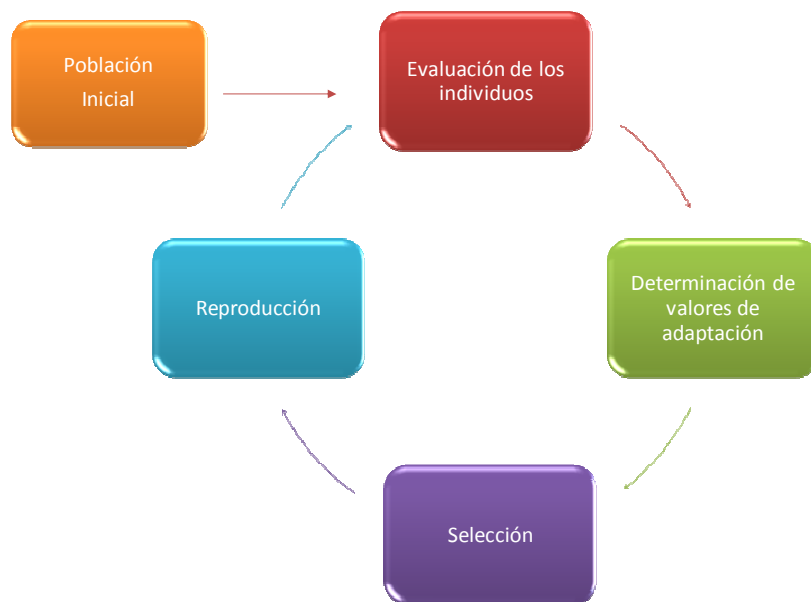 Población
Inicial
Evaluación de los
individuos
Determinación de
valores de
adaptación
Selección
Reproducción